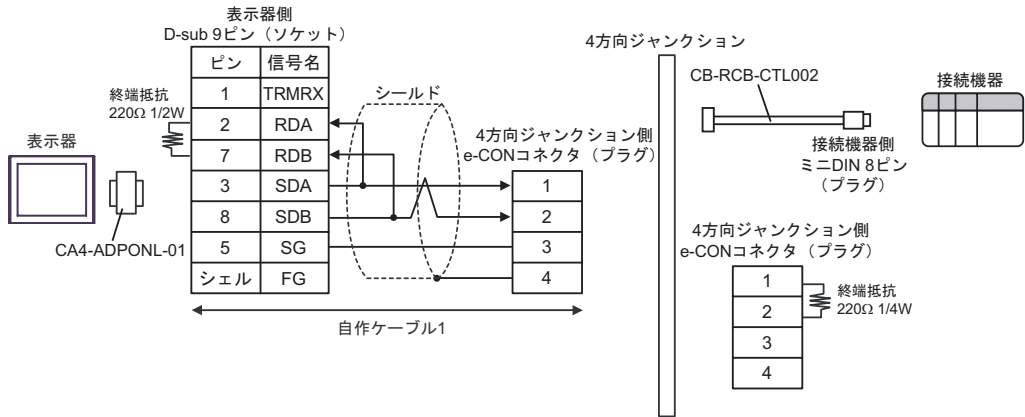 表示器側
D-sub 9ピン（ソケット）
ピン 信号名
1 TRMRX
2 RDA
7 RDB
3 SDA
8 SDB
5 SG
シェル FG
終端抵抗
220Ω 1/2W
表示器
CA4-ADPONL-01
シールド
4方向ジャンクション側
e-CONコネクタ（プラグ）
1
2
3
4
自作ケーブル1
4方向ジャンクション
CB-RCB-CTL002
接続機器
接続機器側
ミニDIN 8ピン
（プラグ）
4方向ジャンクション側
e-CONコネクタ（プラグ）
1
2
3
4
終端抵抗
220Ω 1/4W